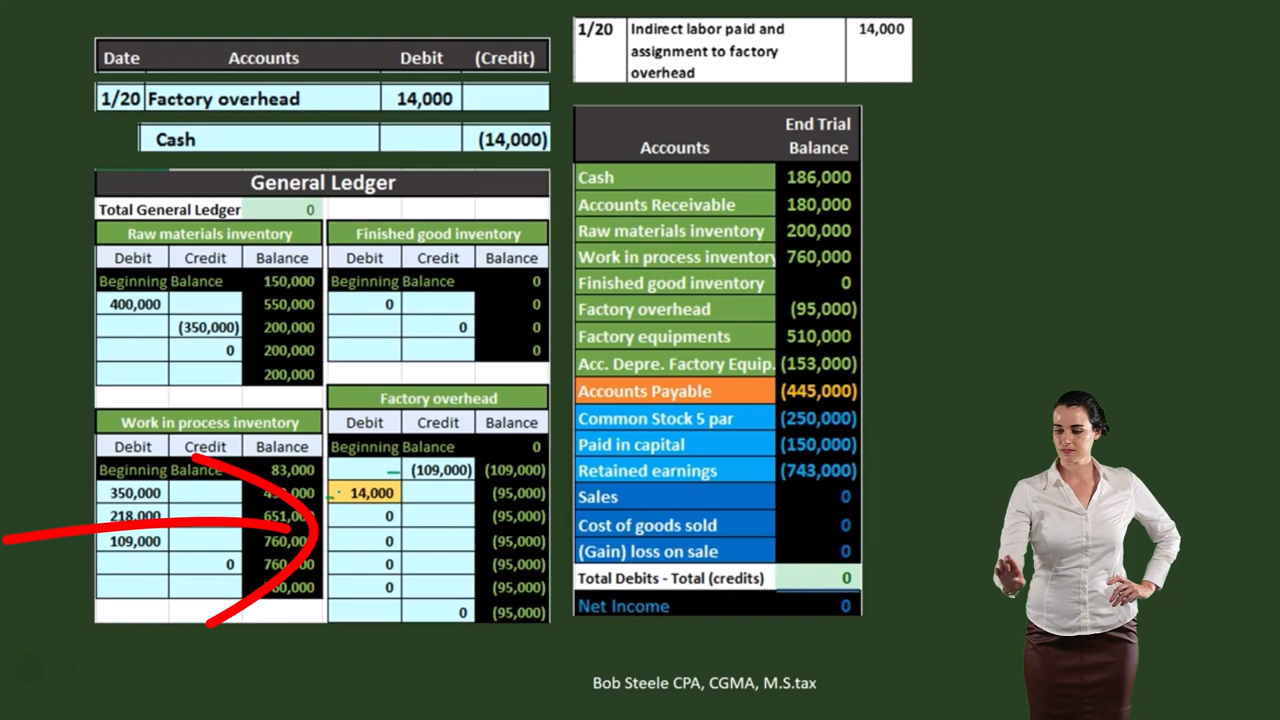 Date Accounts Debit (Credit)
1/20 Factory overhead 14,000
Cash (14,000)
1/20 Indirect labor paid and 14,000
assignment to factory
overhead
General Ledger
Total General Ledger 0
Raw materials inventory
Debit Credit Balance
Beginning Balance 150,000
400,000 550,000
(350,000) 200,000
0 200,000
200,000
Finished good inventory
Debit Credit Balance
Beginning Balance 0
0 0
0 0
0
Work in process inventory
Debit Credit Balance
Beginning Balance 83,000
350,000
218,000 651,000
109,000 760,000
0 760,000
760,000
Factory overhead
Debit Credit Balance
Beginning Balance 0
(109,000) (109,000)
14,000 (95,000)
0 (95,000)
0 (95,000)
0 (95,000)
0 (95,000)
0 (95,000)
End Trial
Accounts Balance
Cash 186,000
Accounts Receivable 180,000
Raw materials inventory 200,000
Work in process inventory 760,000
Finished good inventory 0
Factory overhead (95,000)
Factory equipments 510,000
Acc. Depre. Factory Equip. (153,000)
Accounts Payable (445,000)
Common Stock 5 par (250,000)
Paid in capital (150,000)
Retained earnings (743,000)
Sales 0
Cost of goods sold 0
(Gain) loss on sale 0
Total Debits - Total (credits) 0
Net Income 0
Bob Steele CPA, CGMA, M.S.tax